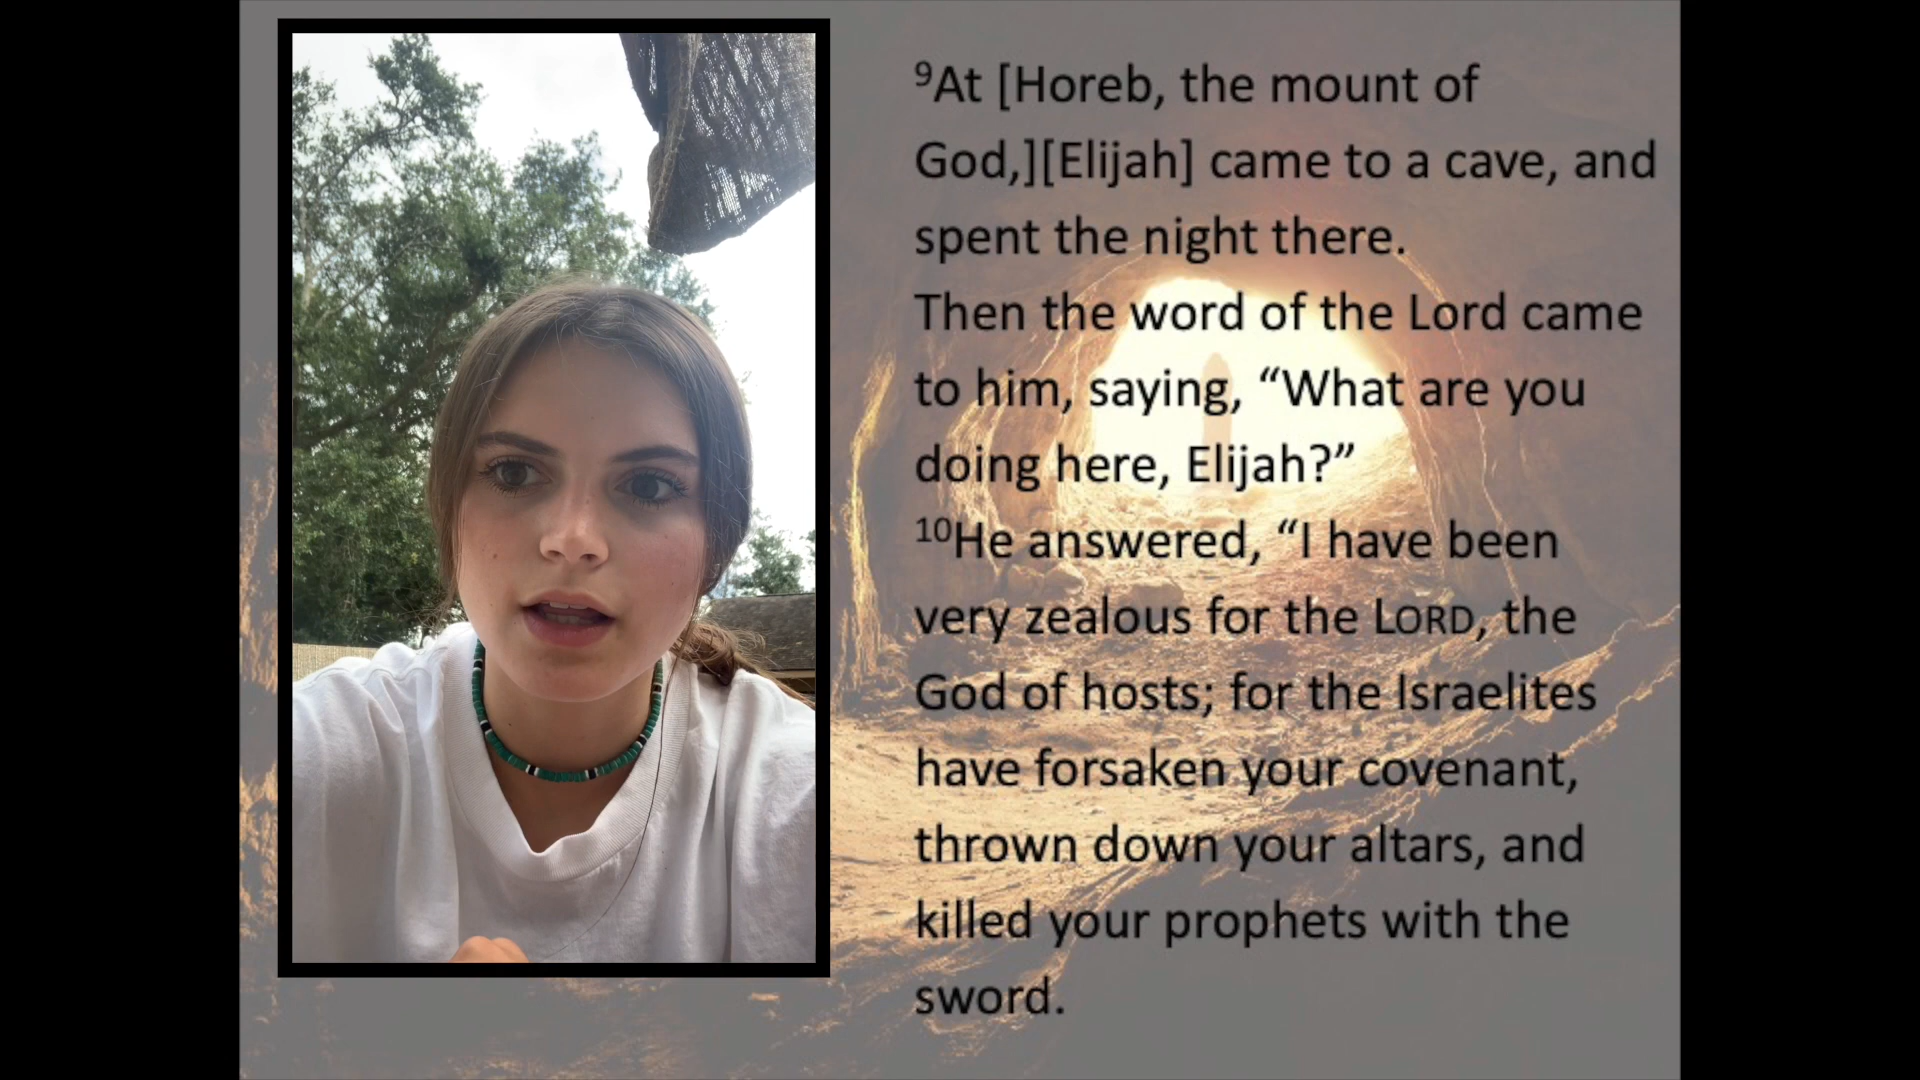 ⁹At [Horeb, the mount of
God,][Elijah] came to a cave, and
spent the night there.
Then the word of the Lord came
to him, saying, “What are you
doing here, Elijah?”
¹⁰He answered, “I have been
very zealous for the LORD, the
God of hosts; for the Israelites
have forsaken your covenant,
thrown down your altars, and
killed your prophets with the
sword.